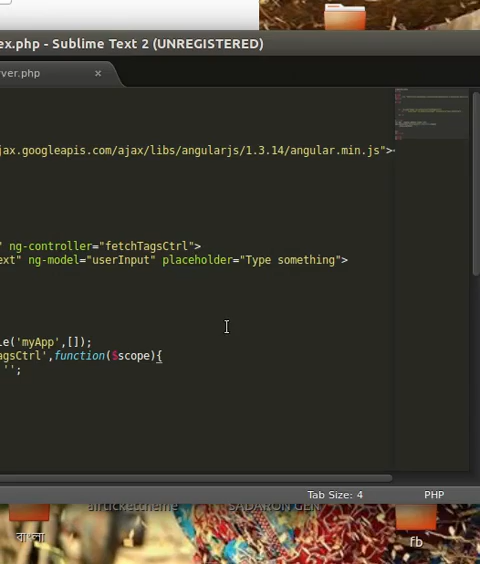 ex.php - Sublime Text 2 (UNREGISTERED)
ver.php ×
jax.googleapis.com/ajax/libs/angularjs/1.3.14/angular.min.js">
" ng-controller="fetchTagsCtrl">
ext" ng-model="userInput" placeholder="Type something">
le('myApp',[]);
agsCtrl',function($scope){
'';
Tab Size: 4 PHP
airtickettheme SADARON GEN
বাংলা fb